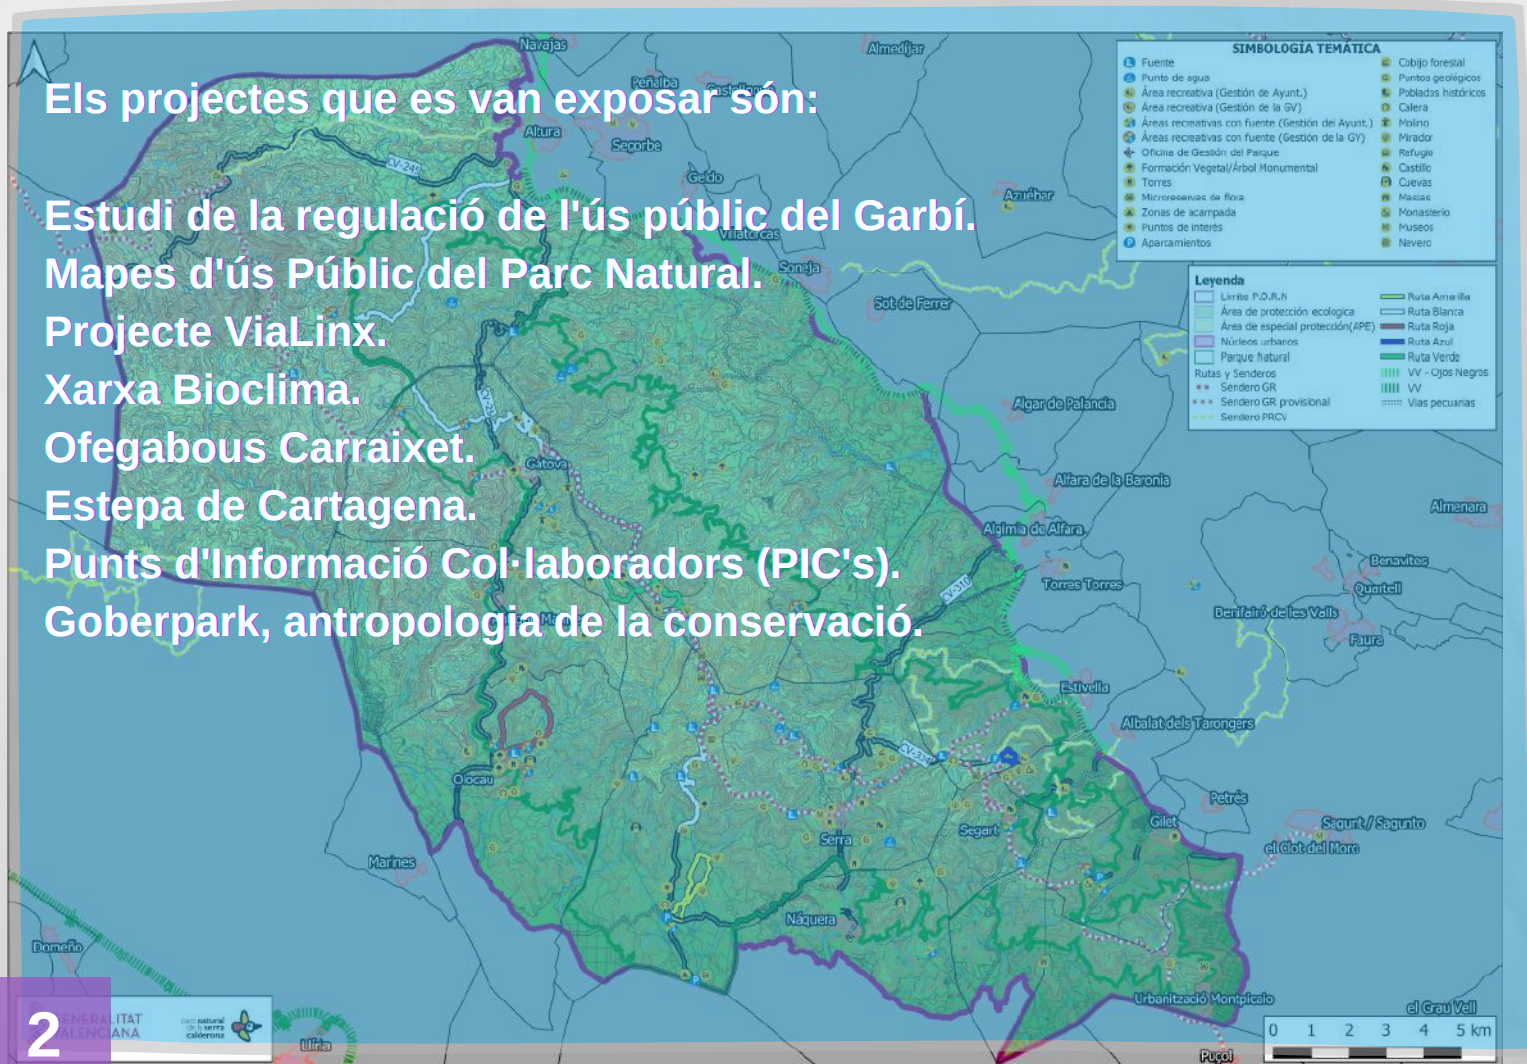 Els projectes que es van exposar són:
Estudi de la regulació de l'ús públic del Garbí.
Mapes d'ús Públic del Parc Natural.
Projecte ViaLinx.
Xarxa Bioclima.
Ofegabous Carraixet.
Estepa de Cartagena.
Punts d'Informació Col·laboradors (PIC's).
Goberpark, antropologia de la conservació.
SIMBOLOGÍA TEMÁTICA
Fuente
Punto de agua
Área recreativa (Gestión de Ayunt.)
Área recreativa (Gestión de la GV)
Áreas recreativas con fuente (Gestión del Ayunt.)
Áreas recreativas con fuente (Gestión de la GV)
Oficina de Gestión del Parque
Formación Vegetal/Árbol Monumental
Torres
Microreservas de flora
Zonas de acampada
Puntos de interés
Aparcamientos
Cobijo forestal
Puntos geológicos
Poblados históricos
Calera
Molino
Mirador
Refugio
Castillo
Cuevas
Masías
Monasterio
Museos
Nevero
Leyenda
Límite P.O.R.N
Área de protección ecologica
Área de especial protección(APE)
Núcleos urbanos
Parque Natural
Rutas y Senderos
Sendero GR
Sendero GR provisional
Sendero PRCV
Ruta Amarilla
Ruta Blanca
Ruta Roja
Ruta Azul
Ruta Verde
VV - Ojos Negros
VV
Vías pecuarias
Navajas
Almedíjar
Peñalba
Altura
Segorbe
CV-245
Geldo
Azuébar
Villatorcas
Soneja
Sot de Ferrer
Algar de Palancia
Gátova
Alfara de la Baronia
Almenara
Algimia de Alfara
Benavites
Torres Torres
Quartell
CV-310
Benifairó de les Valls
Faura
Estivella
Albalat dels Tarongers
Olocau
Petrés
Gilet
Sagunt / Sagunto
Segart
Serra
el Clot del Moro
Marines
Náquera
Domeño
Urbanització Montpicaio
el Grau Vell
GENERALITAT
VALENCIANA
parc natural
de la serra
calderona
2
Llíria
Puçol
0 1 2 3 4 5 km